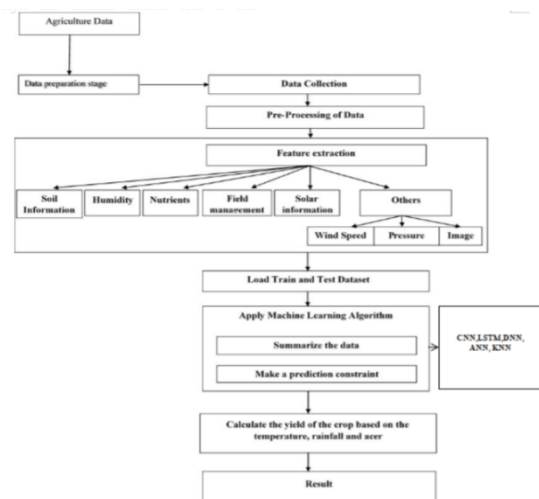 Agriculture Data
Data preparation stage
Data Collection
Pre-Processing of Data
Feature extraction
Soil
Information
Humidity
Nutrients
Field
management
Solar
information
Others
Wind Speed
Pressure
Image
Load Train and Test Dataset
Apply Machine Learning Algorithm
Summarize the data
Make a prediction constraint
CNN,LSTM,DNN,
ANN, KNN
Calculate the yield of the crop based on the
temperature, rainfall and acer
Result